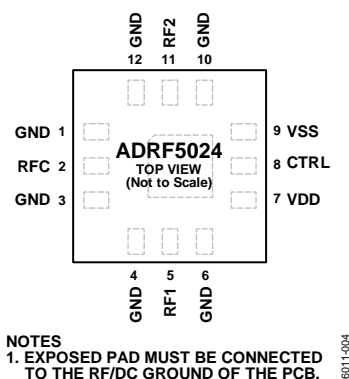 GND
RF2
GND
12
11
10
GND 1
RFC 2
GND 3
ADRF5024
TOP VIEW
(Not to Scale)
9 VSS
8 CTRL
7 VDD
4
5
6
GND
RF1
GND
NOTES
1. EXPOSED PAD MUST BE CONNECTED
TO THE RF/DC GROUND OF THE PCB.
6011-004